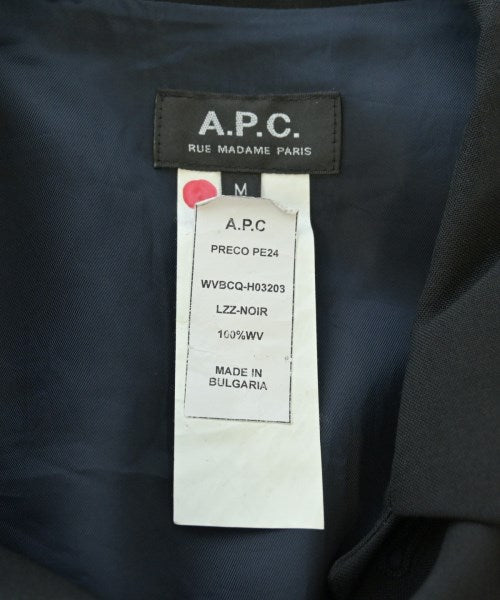 A.P.C.
RUE MADAME PARIS
M
A.P.C
PRECO PE24
WVBCQ-H03203
LZZ-NOIR
100%WV
MADE IN
BULGARIA